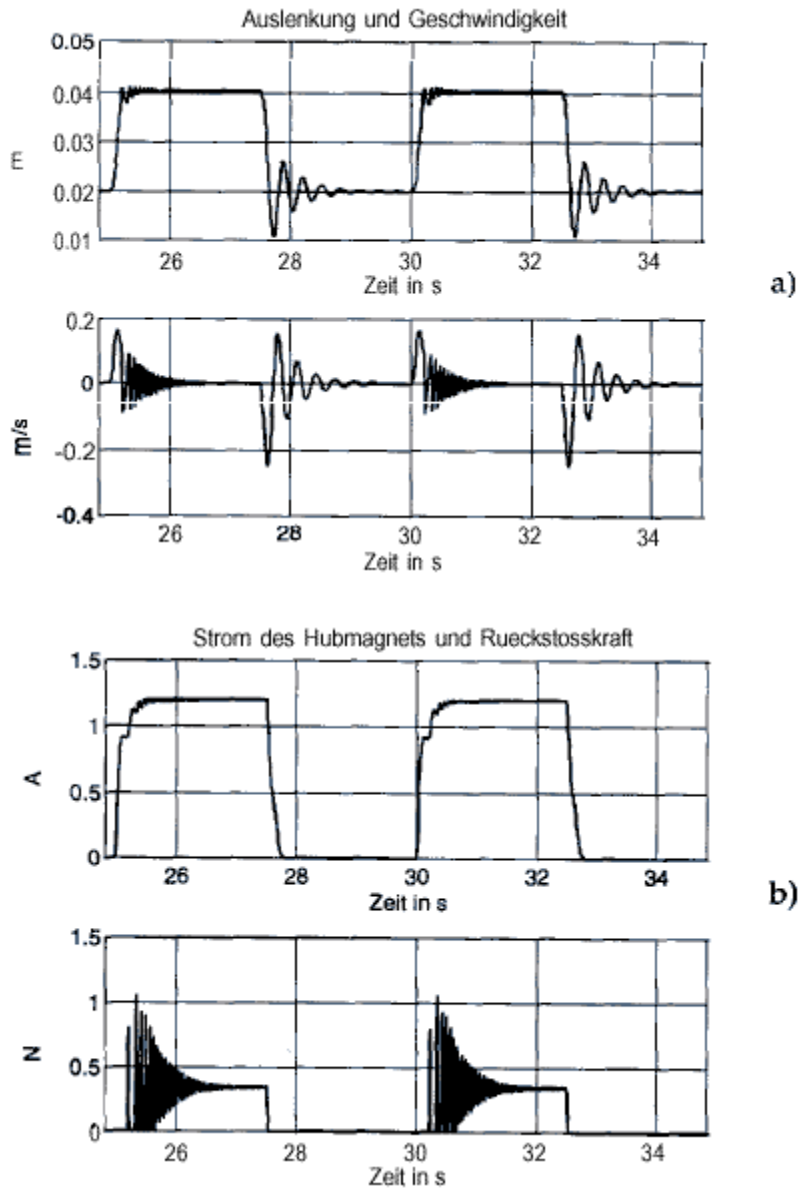 Auslenkung und Geschwindigkeit
0.05
0.04
0.03
0.02
0.01
m
26 28 30 32 34
Zeit in s
a)
0.2
0
-0.2
-0.4
m/s
26 28 30 32 34
Zeit in s
Strom des Hubmagnets und Rueckstosskraft
1.5
1
0.5
0
A
26 28 30 32 34
Zeit in s
b)
1.5
1
0.5
0
N
26 28 30 32 34
Zeit in s